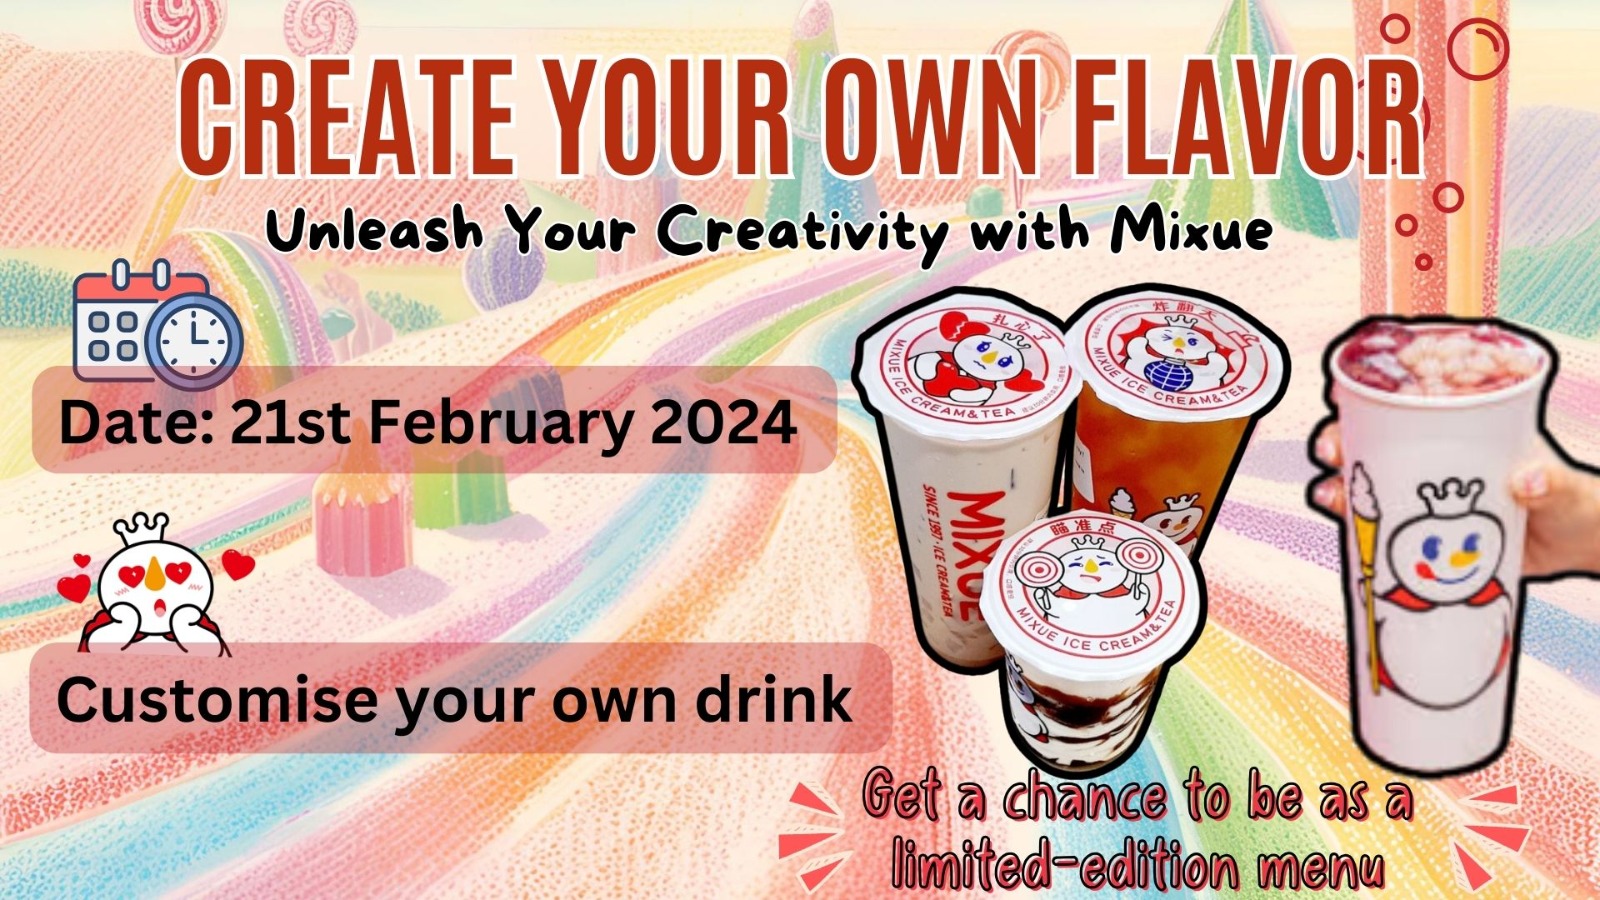 CREATE YOUR OWN FLAVOR
Unleash Your Creativity with Mixue
Date: 21st February 2024
Customise your own drink
扎心了
MIXUE ICE CREAM&TEA
炸翻天
MIXUE ICE CREAM&TEA
MIXUE
SINCE 1997·ICE CREAM&TEA
瞄准点
MIXUE ICE CREAM&TEA
Get a chance to be as a
limited-edition menu